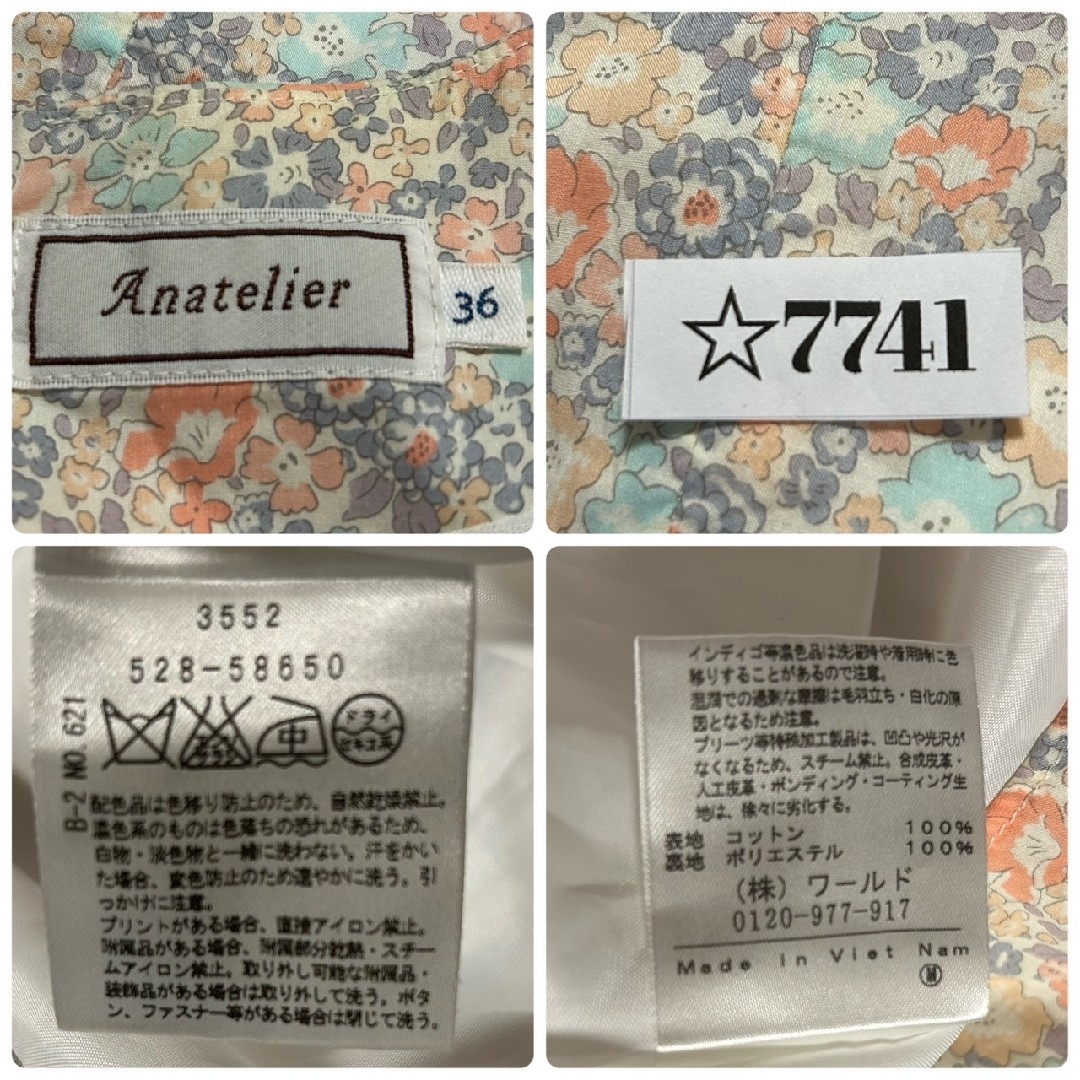 Anatelier
36
☆7741
3552
528-58650
B-2 NO.621
中
ドライ
セキユ系
配色品は色移り防止のため、自然乾燥禁止。
濃色系のものは色落ちの恐れがあるため、
白物・淡色物と一緒に洗わない。汗をかい
た場合、変色防止のため速やかに洗う。引
っかけに注意。
プリントがある場合、直接アイロン禁止。
附属品がある場合、附属部分乾熱・スチー
ムアイロン禁止。取り外し可能な附属品・
装飾品がある場合は取り外して洗う。ボタ
ン、ファスナー等がある場合は閉じて洗う。
インディゴ等濃色品は洗濯時や着用時に色
移りすることがあるので注意。
湿潤での過剰な摩擦は毛羽立ち・白化の原
因となるため注意。
プリーツ等特殊加工製品は、凹凸や光沢が
なくなるため、スチーム禁止。合成皮革・
人工皮革・ボンディング・コーティング生
地は、徐々に劣化する。
表地 コットン 100%
裏地 ポリエステル 100%
(株) ワールド
0120-977-917
Made in Viet Nam
Ⓜ